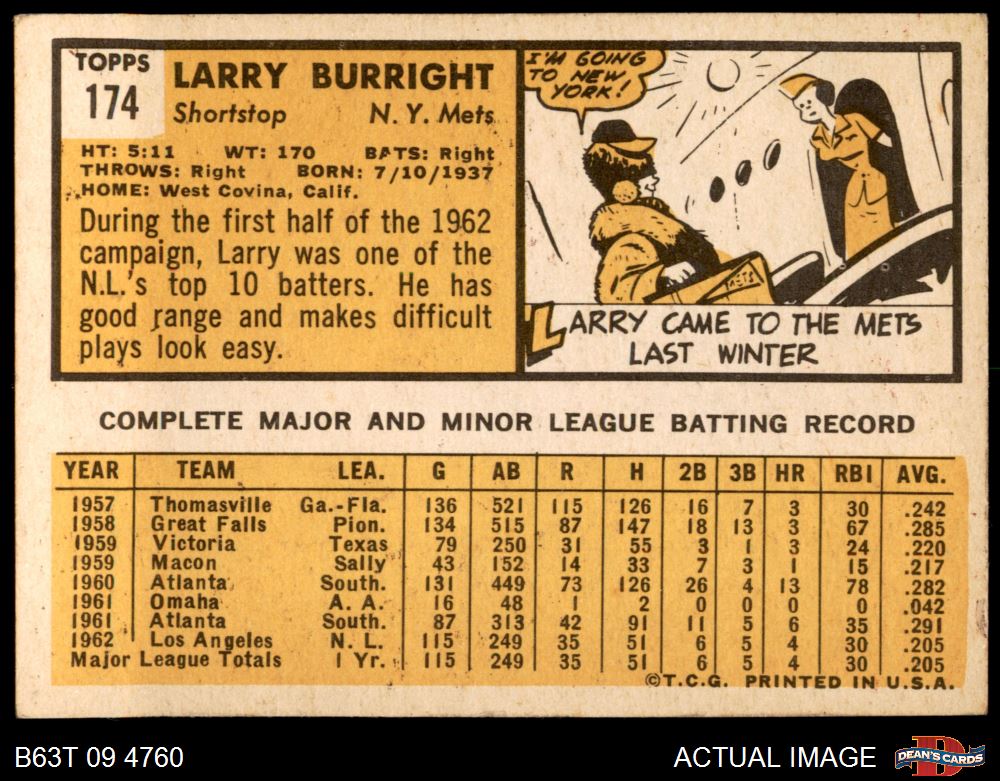 TOPPS
174
LARRY BURRIGHT
Shortstop N. Y. Mets
HT: 5:11 WT: 170 BATS: Right
THROWS: Right BORN: 7/10/1937
HOME: West Covina, Calif.
During the first half of the 1962
campaign, Larry was one of the
N.L.'s top 10 batters. He has
good range and makes difficult
plays look easy.
I'M GOING
TO NEW
YORK!
METS
LARRY CAME TO THE METS
LAST WINTER
COMPLETE MAJOR AND MINOR LEAGUE BATTING RECORD
YEAR TEAM LEA. G AB R H 2B 3B HR RBI AVG.
1957 Thomasville Ga.-Fla. 136 521 115 126 16 7 3 30 .242
1958 Great Falls Pion. 134 515 87 147 18 13 3 67 .285
1959 Victoria Texas 79 250 31 55 3 1 3 24 .220
1959 Macon Sally 43 152 14 33 7 3 1 15 .217
1960 Atlanta South. 131 449 73 126 26 4 13 78 .282
1961 Omaha A. A. 16 48 1 2 0 0 0 0 .042
1961 Atlanta South. 87 313 42 91 11 5 6 35 .291
1962 Los Angeles N. L. 115 249 35 51 6 5 4 30 .205
Major League Totals 1 Yr. 115 249 35 51 6 5 4 30 .205
©T.C.G. PRINTED IN U.S.A.
B63T 09 4760 ACTUAL IMAGE
D
DEAN'S CARDS